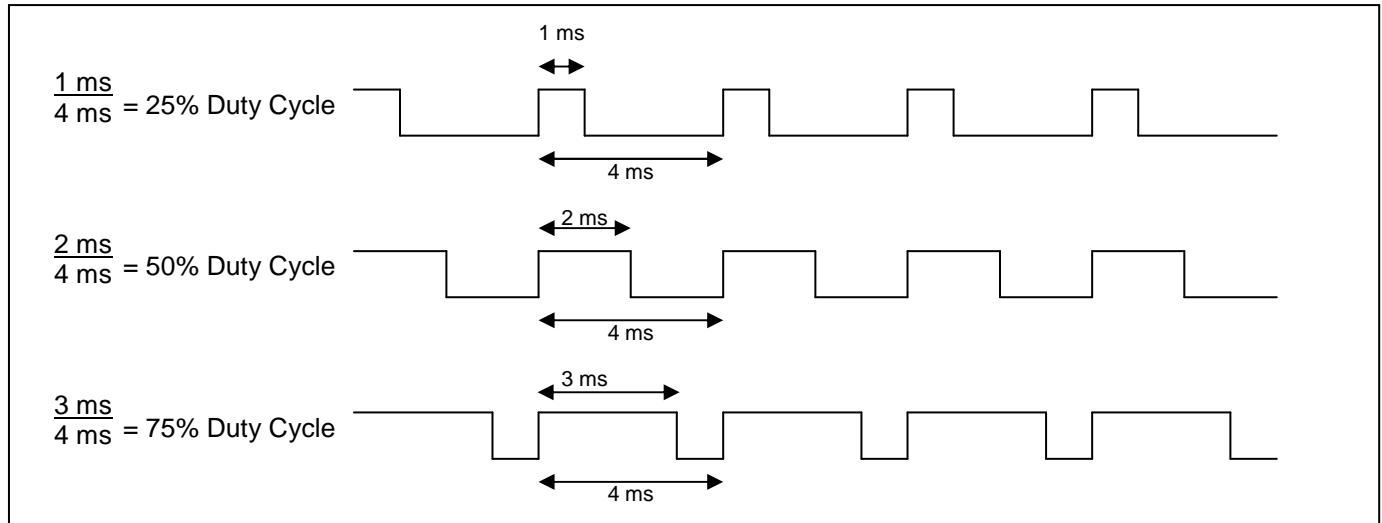 1 ms
1 ms
4 ms = 25% Duty Cycle
4 ms
2 ms
2 ms
4 ms = 50% Duty Cycle
4 ms
3 ms
3 ms
4 ms = 75% Duty Cycle
4 ms